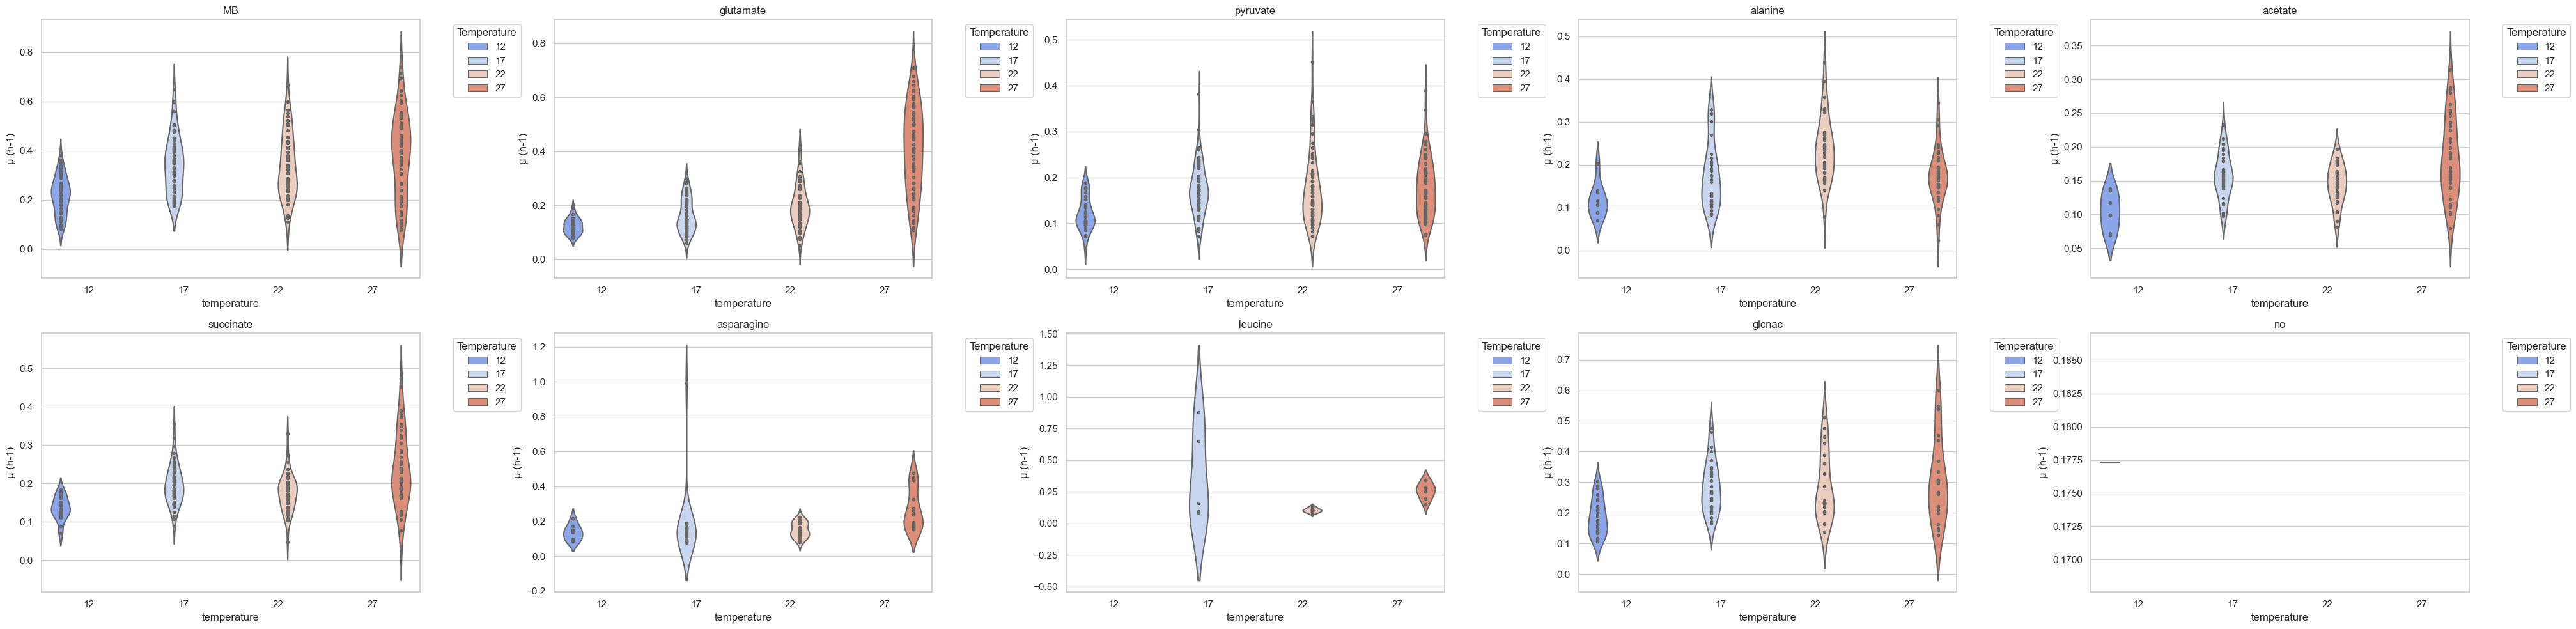 MB
0.8
0.6
0.4
0.2
0.0
μ (h-1)
12 17 22 27
temperature
Temperature
12
17
22
27
glutamate
0.8
0.6
0.4
0.2
0.0
μ (h-1)
12 17 22 27
temperature
Temperature
12
17
22
27
pyruvate
0.5
0.4
0.3
0.2
0.1
0.0
μ (h-1)
12 17 22 27
temperature
Temperature
12
17
22
27
alanine
0.5
0.4
0.3
0.2
0.1
0.0
μ (h-1)
12 17 22 27
temperature
Temperature
12
17
22
27
acetate
0.35
0.30
0.25
0.20
0.15
0.10
0.05
μ (h-1)
12 17 22 27
temperature
Temperature
12
17
22
27
succinate
0.5
0.4
0.3
0.2
0.1
0.0
μ (h-1)
12 17 22 27
temperature
Temperature
12
17
22
27
asparagine
1.2
1.0
0.8
0.6
0.4
0.2
0.0
−0.2
μ (h-1)
12 17 22 27
temperature
Temperature
12
17
22
27
leucine
1.50
1.25
1.00
0.75
0.50
0.25
0.00
−0.25
−0.50
μ (h-1)
12 17 22 27
temperature
Temperature
12
17
22
27
glcnac
0.7
0.6
0.5
0.4
0.3
0.2
0.1
0.0
μ (h-1)
12 17 22 27
temperature
Temperature
12
17
22
27
no
0.1850
0.1825
0.1800
0.1775
0.1750
0.1725
0.1700
μ (h-1)
12 17 22 27
temperature
Temperature
12
17
22
27